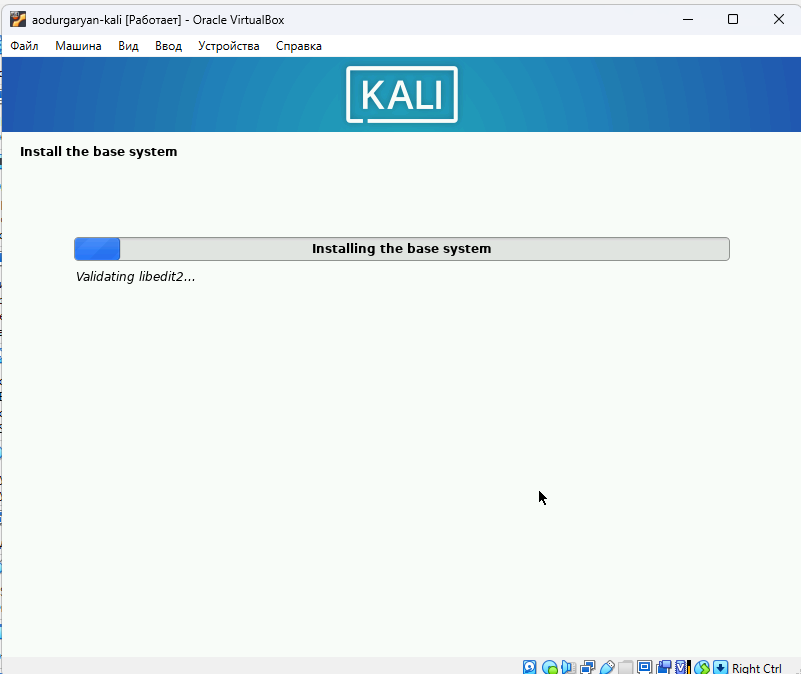 aodurgaryan-kali [Работает] - Oracle VirtualBox
Файл Машина Вид Ввод Устройства Справка
KALI
Install the base system
Installing the base system
Validating libedit2...
Right Ctrl